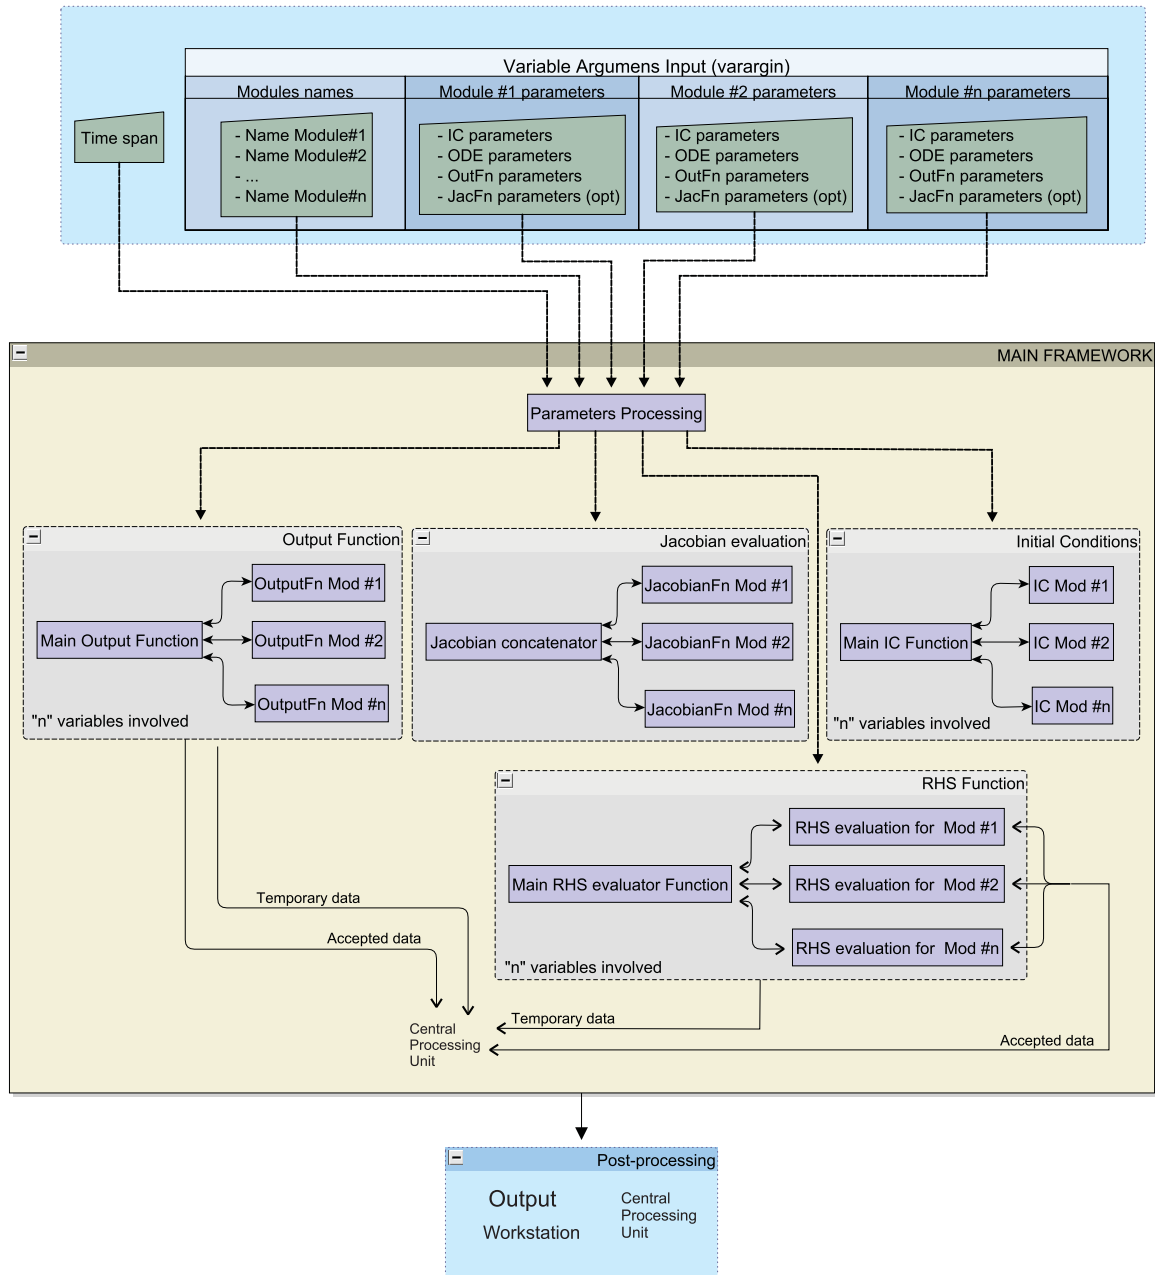 Variable Argumens Input (varargin)
Modules names
Module #1 parameters
Module #2 parameters
Module #n parameters
Time span
- Name Module#1
- Name Module#2
- ...
- Name Module#n
- IC parameters
- ODE parameters
- OutFn parameters
- JacFn parameters (opt)
- IC parameters
- ODE parameters
- OutFn parameters
- JacFn parameters (opt)
- IC parameters
- ODE parameters
- OutFn parameters
- JacFn parameters (opt)
MAIN FRAMEWORK
Parameters Processing
Output Function
OutputFn Mod #1
Main Output Function
OutputFn Mod #2
OutputFn Mod #n
"n" variables involved
Jacobian evaluation
JacobianFn Mod #1
Jacobian concatenator
JacobianFn Mod #2
JacobianFn Mod #n
Initial Conditions
IC Mod #1
Main IC Function
IC Mod #2
IC Mod #n
"n" variables involved
RHS Function
RHS evaluation for  Mod #1
Main RHS evaluator Function
RHS evaluation for  Mod #2
RHS evaluation for  Mod #n
"n" variables involved
Temporary data
Accepted data
Central
Processing
Unit
Temporary data
Accepted data
Post-processing
Output
Workstation
Central
Processing
Unit